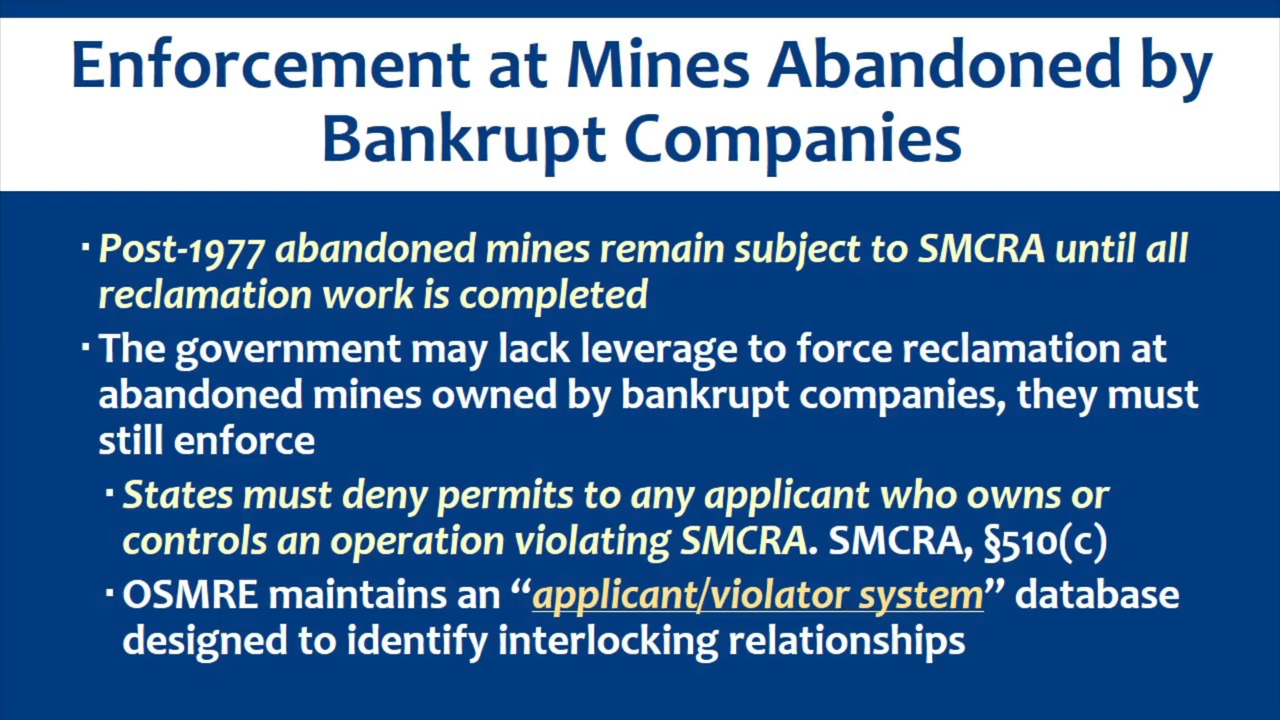 Enforcement at Mines Abandoned by
Bankrupt Companies
▪ Post-1977 abandoned mines remain subject to SMCRA until all
reclamation work is completed
▪ The government may lack leverage to force reclamation at
abandoned mines owned by bankrupt companies, they must
still enforce
▪ States must deny permits to any applicant who owns or
controls an operation violating SMCRA. SMCRA, §510(c)
▪ OSMRE maintains an “applicant/violator system” database
designed to identify interlocking relationships